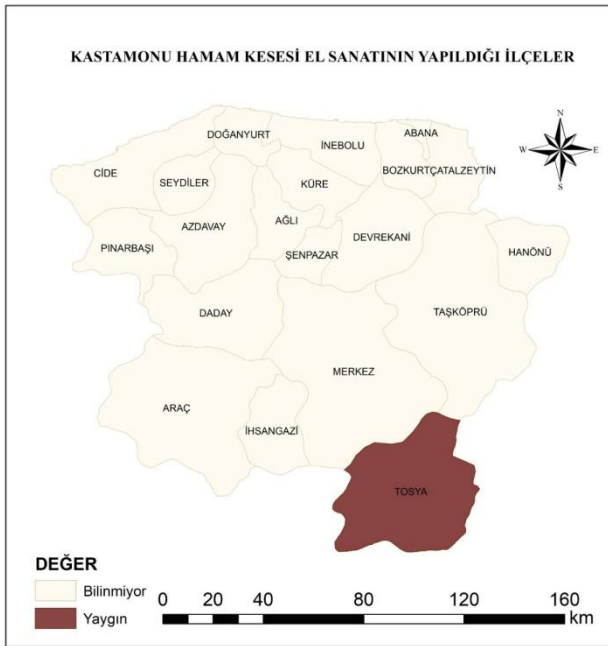 KASTAMONU HAMAM KESESİ EL SANATININ YAPILDIĞI İLÇELER
N
W E
S
DOĞANYURT
İNEBOLU
ABANA
CİDE
SEYDİLER
KÜRE
BOZKURT
ÇATALZEYTİN
AZDAVAY
AĞLI
DEVREKANİ
PINARBAŞI
ŞENPAZAR
HANÖNÜ
DADAY
TAŞKÖPRÜ
MERKEZ
ARAÇ
İHSANGAZİ
TOSYA
DEĞER
Bilinmiyor
Yaygın
0 20 40 80 120 160
km